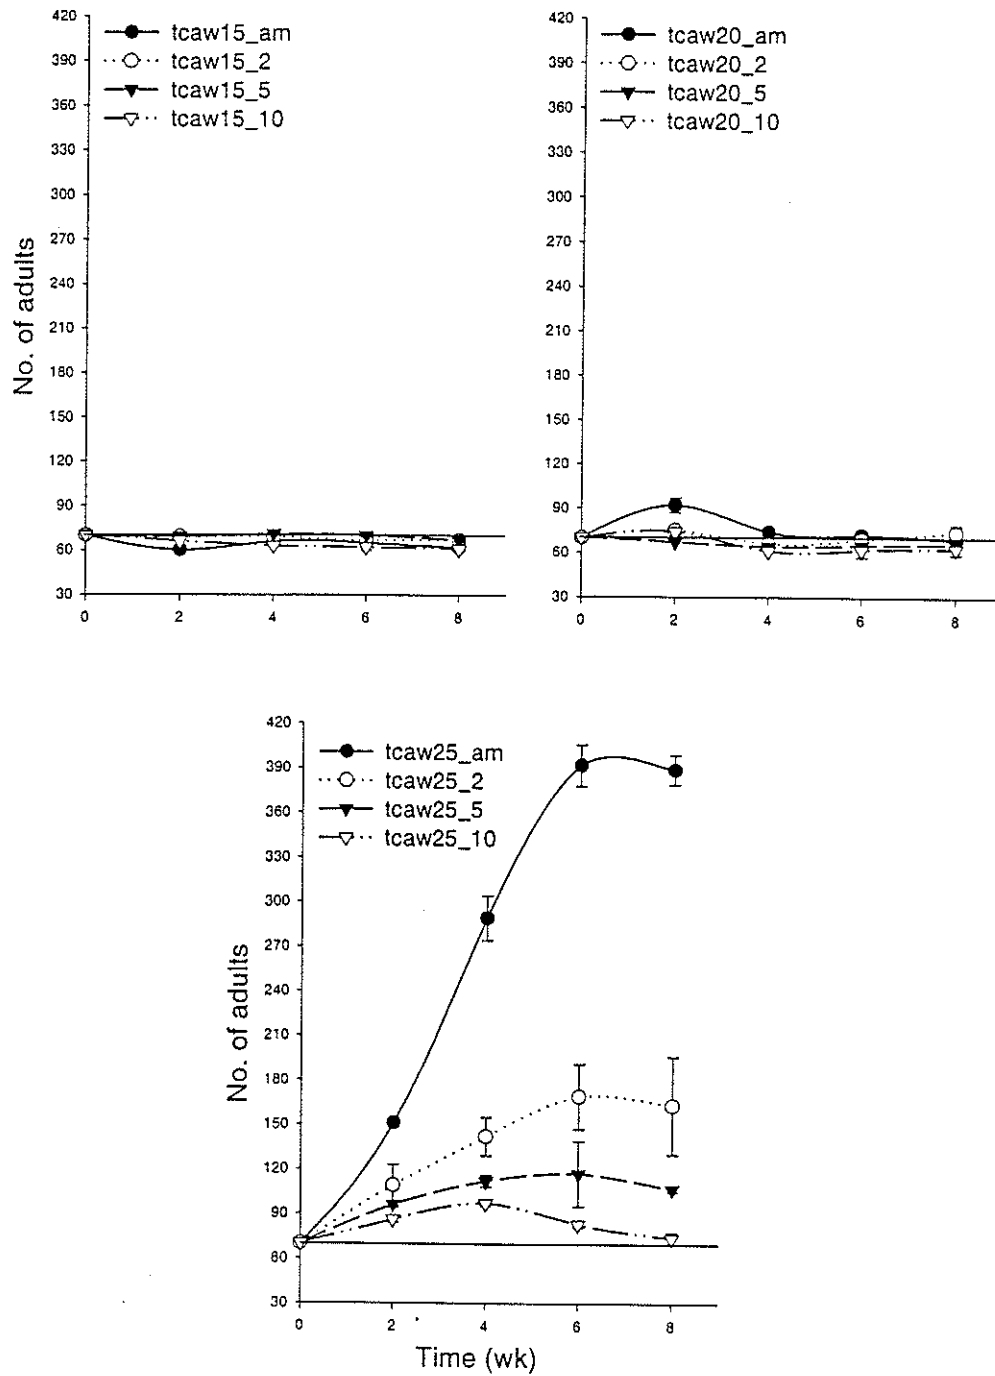 420
390
360
330
300
270
240
210
180
150
120
90
60
30
No. of adults
tcaw15_am
tcaw15_2
tcaw15_5
tcaw15_10
0 2 4 6 8
420
390
360
330
300
270
240
210
180
150
120
90
60
30
tcaw20_am
tcaw20_2
tcaw20_5
tcaw20_10
0 2 4 6 8
420
390
360
330
300
270
240
210
180
150
120
90
60
30
No. of adults
tcaw25_am
tcaw25_2
tcaw25_5
tcaw25_10
0 2 4 6 8
Time (wk)